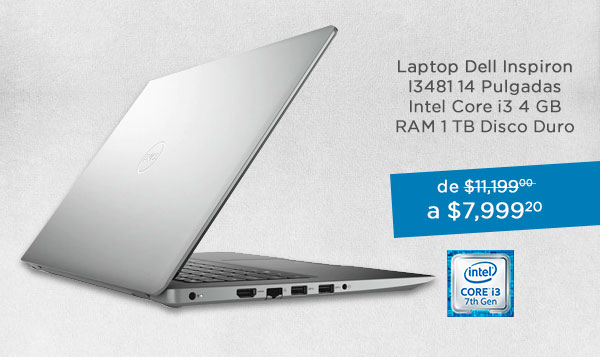 Laptop Dell Inspiron
I3481 14 Pulgadas
Intel Core i3 4 GB
RAM 1 TB Disco Duro
de $11,199.00
a $7,999.20
DELL
intel
CORE i3
7th Gen